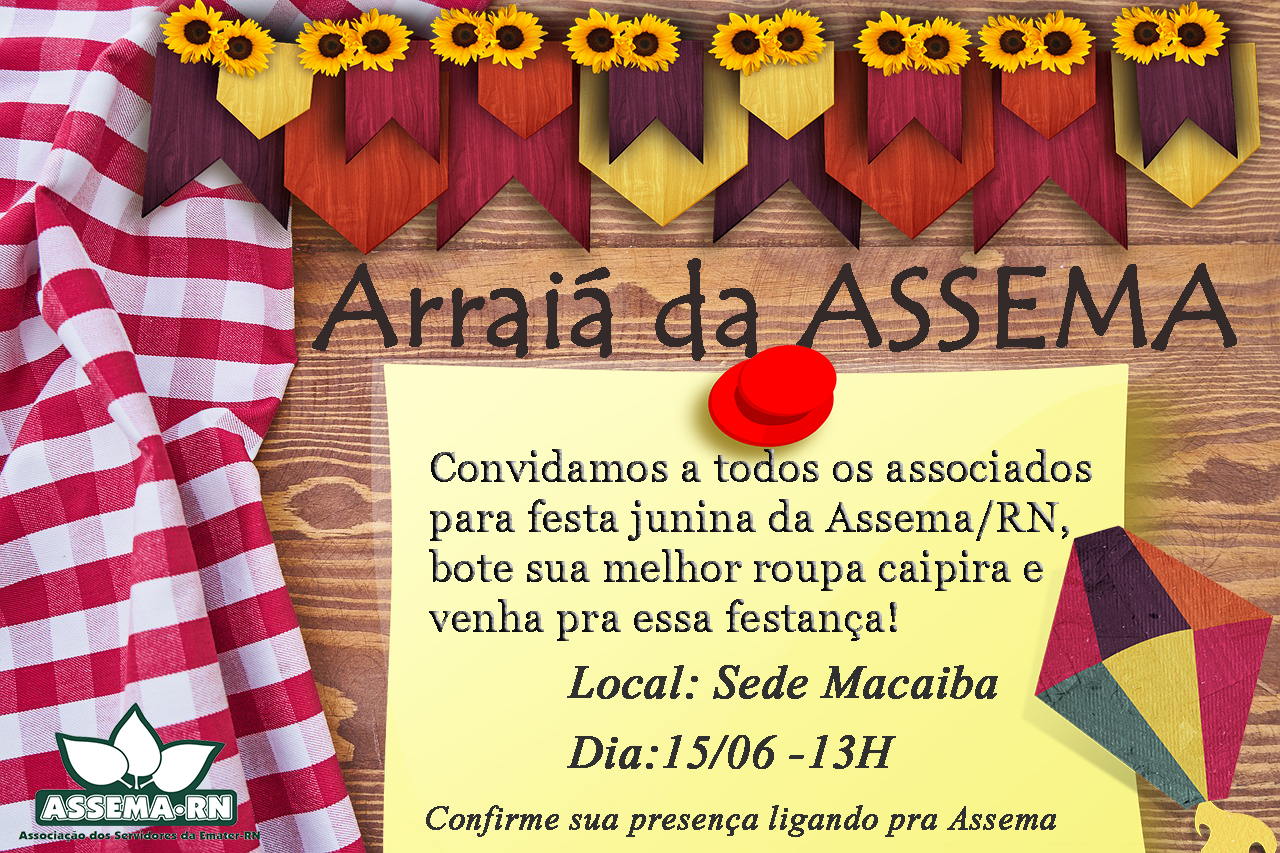 Arraiá da ASSEMA
Convidamos a todos os associados
para festa junina da Assema/RN,
bote sua melhor roupa caipira e
venha pra essa festança!
Local: Sede Macaiba
Dia:15/06 -13H
Confirme sua presença ligando pra Assema
ASSEMA·RN
Associação dos Servidores da Emater-RN